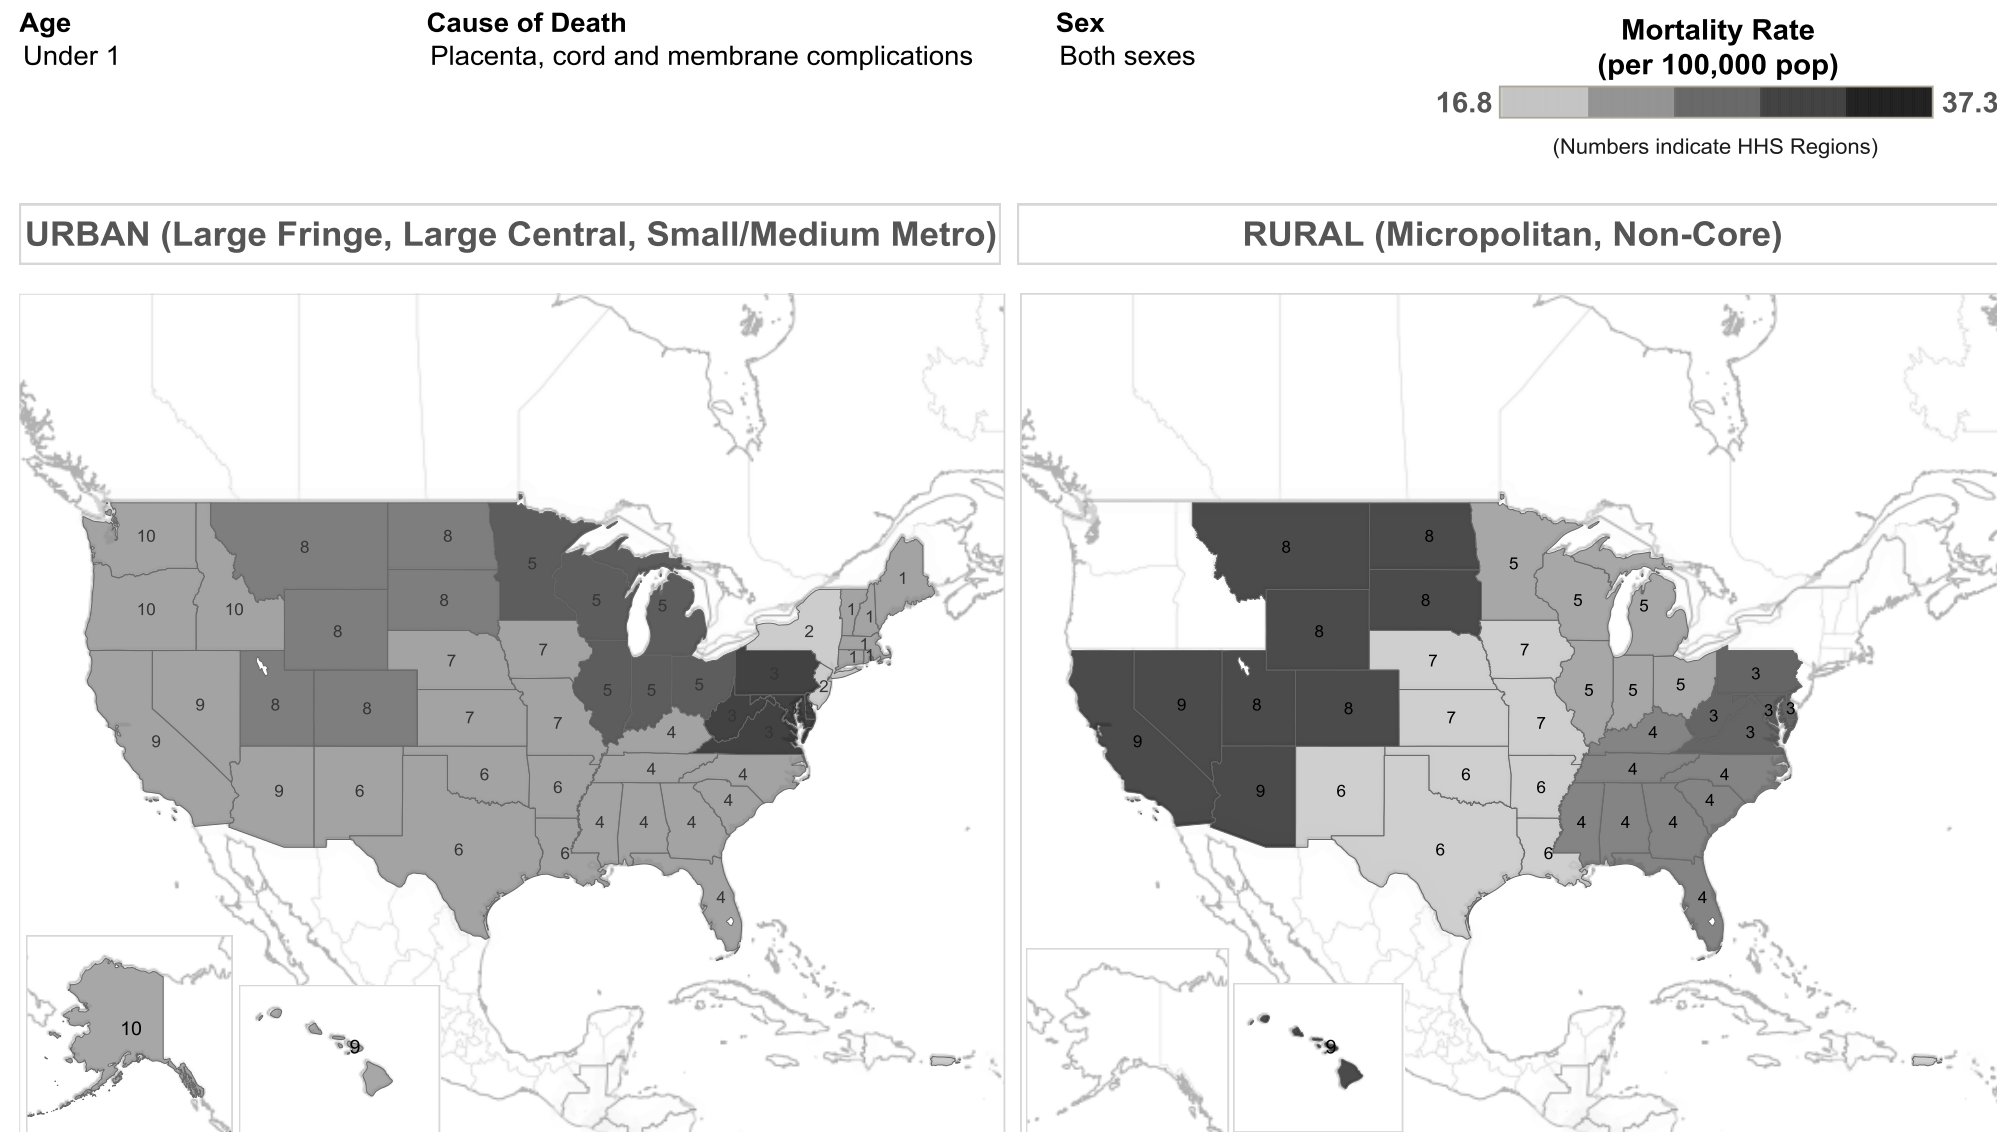 Age
Under 1
Cause of Death
Placenta, cord and membrane complications
Sex
Both sexes
Mortality Rate
(per 100,000 pop)
16.8 37.3
(Numbers indicate HHS Regions)
URBAN (Large Fringe, Large Central, Small/Medium Metro)
10 8 8 5 1
10 10 8 8 5 5 1 1
2 1
7 7 1 1
9 8 8 7 7 5 5 5 3 2
9 3 3
4
9 6 6 6 4 4
4 4 4 4
6 6
4
10
9
RURAL (Micropolitan, Non-Core)
8 8 5
8 8 5 5
7 7
9 8 8 7 7 5 5 5 3
9 3 3 3 3
4
9 6 6 6 4 4
4 4 4 4
6 6
4
9